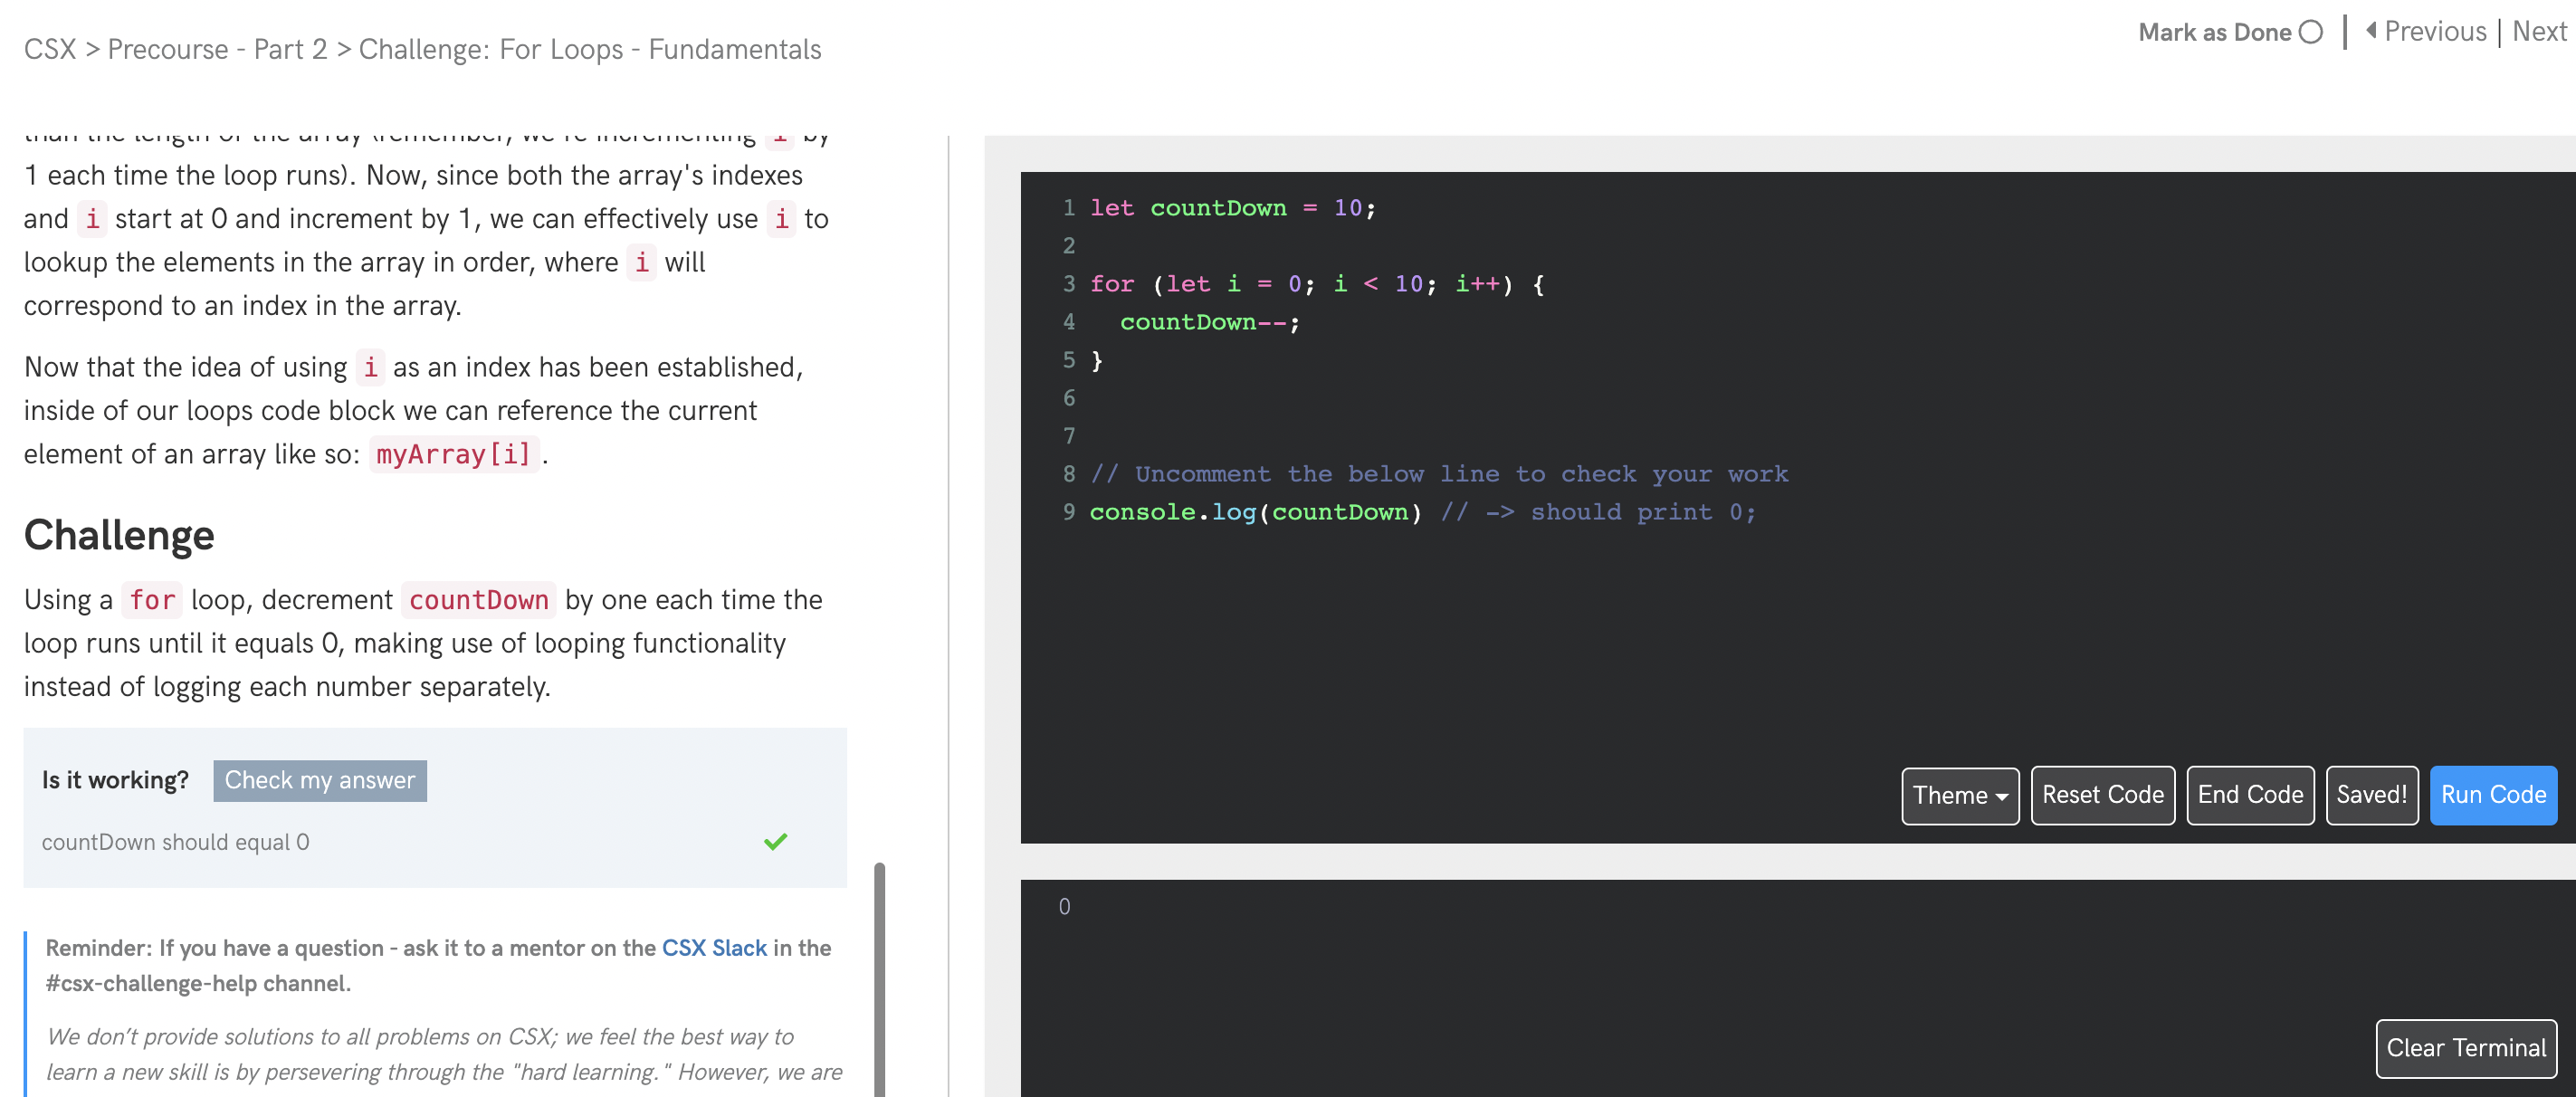 CSX > Precourse - Part 2 > Challenge: For Loops - Fundamentals
Mark as Done
Previous | Next
than the length of the array (remember, we're incrementing i by
1 each time the loop runs). Now, since both the array's indexes
and i start at 0 and increment by 1, we can effectively use i to
lookup the elements in the array in order, where i will
correspond to an index in the array.
Now that the idea of using i as an index has been established,
inside of our loops code block we can reference the current
element of an array like so: myArray[i].
Challenge
Using a for loop, decrement countDown by one each time the
loop runs until it equals 0, making use of looping functionality
instead of logging each number separately.
Is it working?
Check my answer
countDown should equal 0
Reminder: If you have a question - ask it to a mentor on the CSX Slack in the
#csx-challenge-help channel.
We don’t provide solutions to all problems on CSX; we feel the best way to
learn a new skill is by persevering through the "hard learning." However, we are
1 let countDown = 10;
2
3 for (let i = 0; i < 10; i++) {
4   countDown--;
5 }
6
7
8 // Uncomment the below line to check your work
9 console.log(countDown) // -> should print 0;
Theme
Reset Code
End Code
Saved!
Run Code
0
Clear Terminal